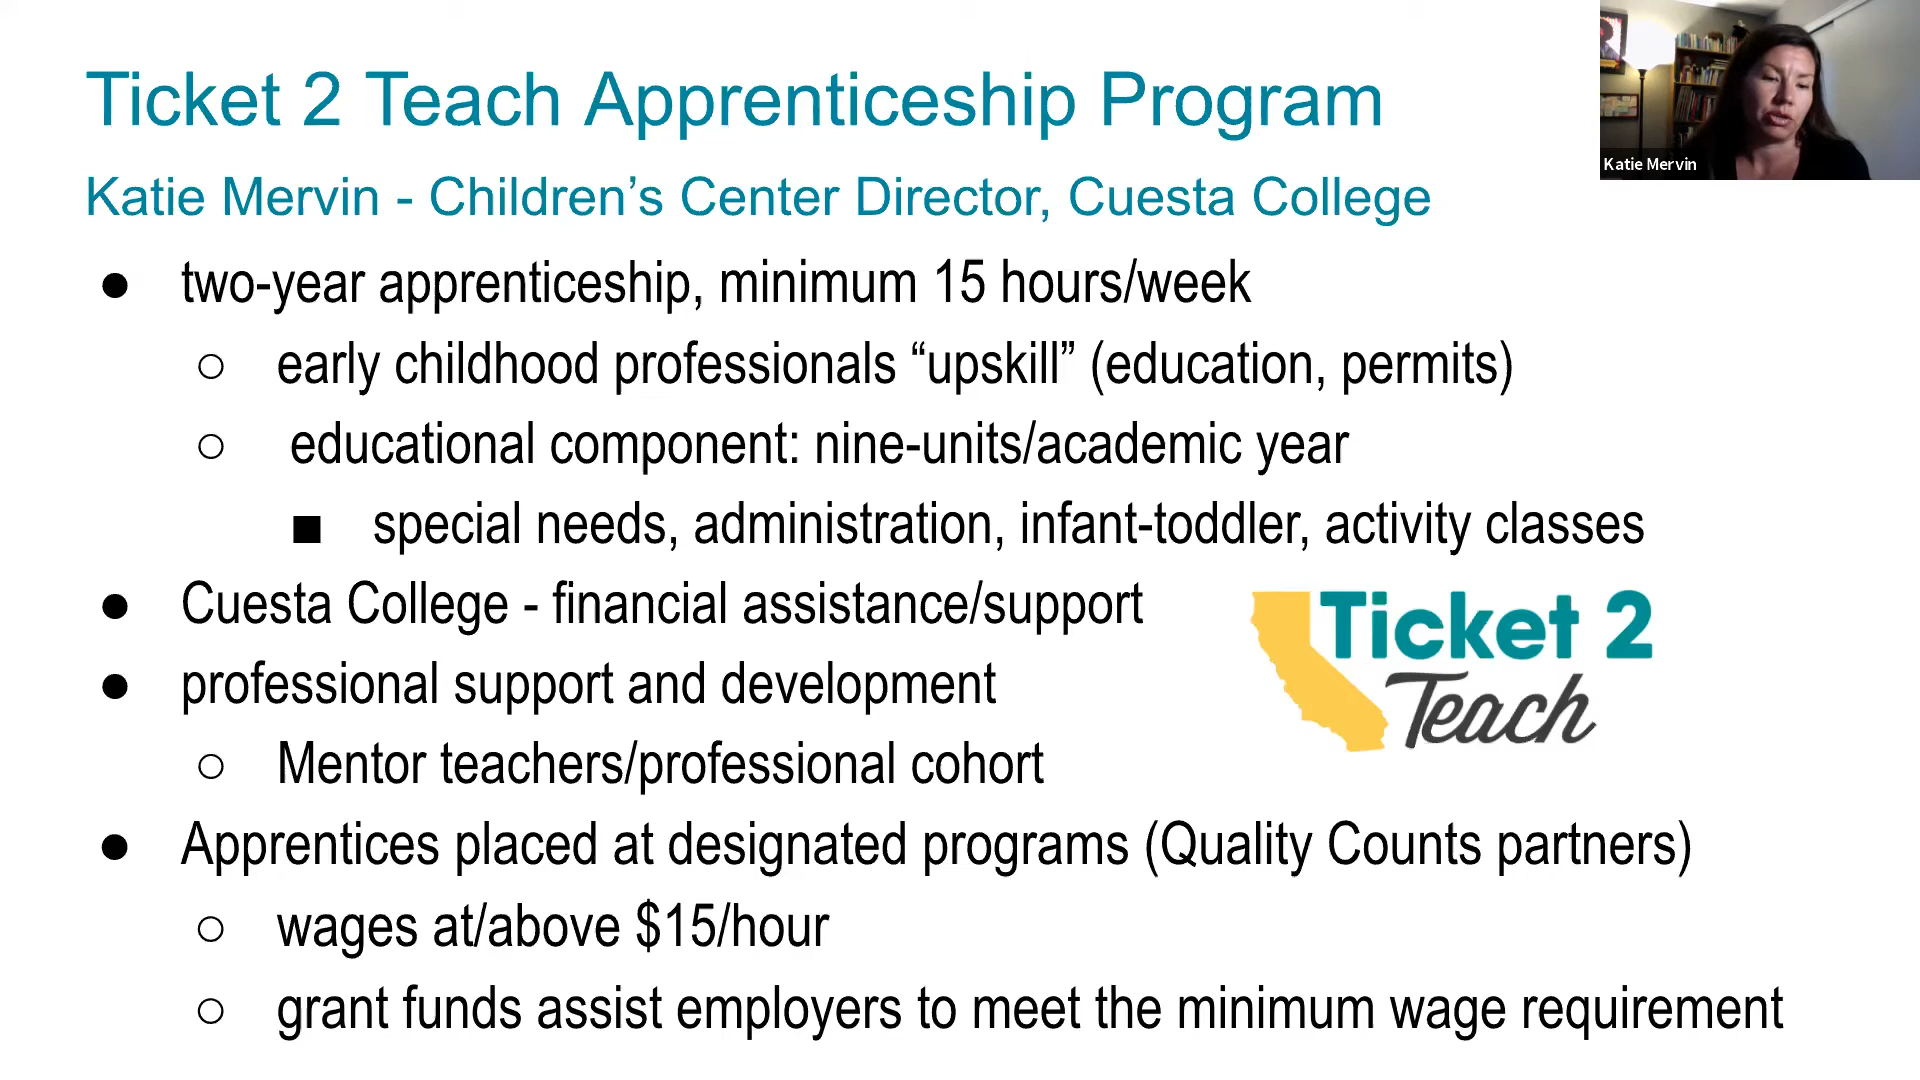 Ticket 2 Teach Apprenticeship Program
Katie Mervin - Children’s Center Director, Cuesta College
Katie Mervin
● two-year apprenticeship, minimum 15 hours/week
○ early childhood professionals “upskill” (education, permits)
○ educational component: nine-units/academic year
■ special needs, administration, infant-toddler, activity classes
● Cuesta College - financial assistance/support
● professional support and development
○ Mentor teachers/professional cohort
Ticket 2
Teach
● Apprentices placed at designated programs (Quality Counts partners)
○ wages at/above $15/hour
○ grant funds assist employers to meet the minimum wage requirement